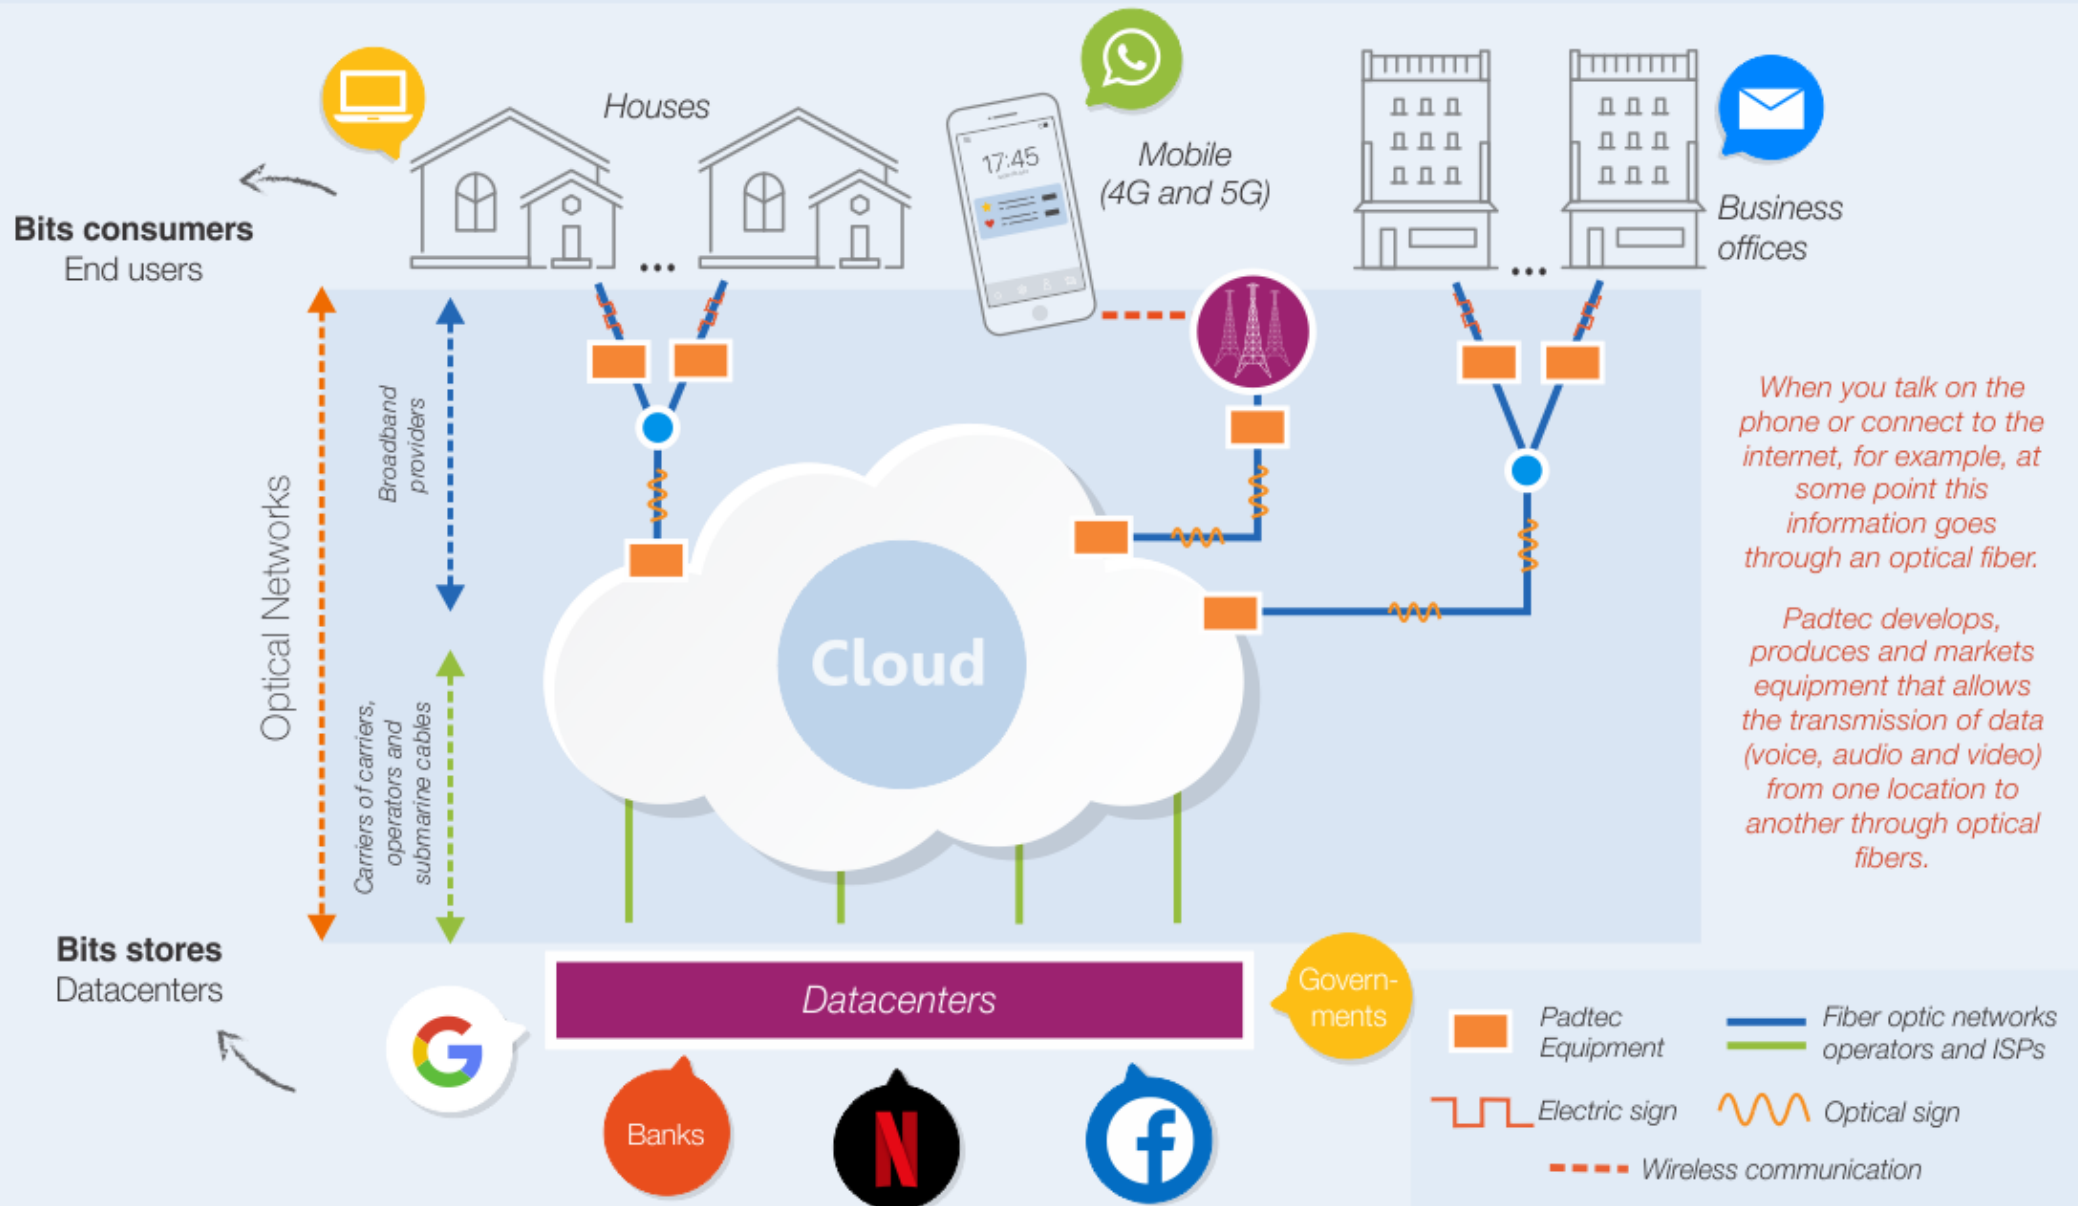 Houses
Mobile
(4G and 5G)
17:45
Business
offices
Bits consumers
End users
Optical Networks
Broadband
providers
Carriers of carriers,
operators and
submarine cables
Cloud
When you talk on the
phone or connect to the
internet, for example, at
some point this
information goes
through an optical fiber.
Padtec develops,
produces and markets
equipment that allows
the transmission of data
(voice, audio and video)
from one location to
another through optical
fibers.
Bits stores
Datacenters
Datacenters
Govern-
ments
G
Banks
N
f
Padtec
Equipment
Fiber optic networks
operators and ISPs
Electric sign
Optical sign
Wireless communication